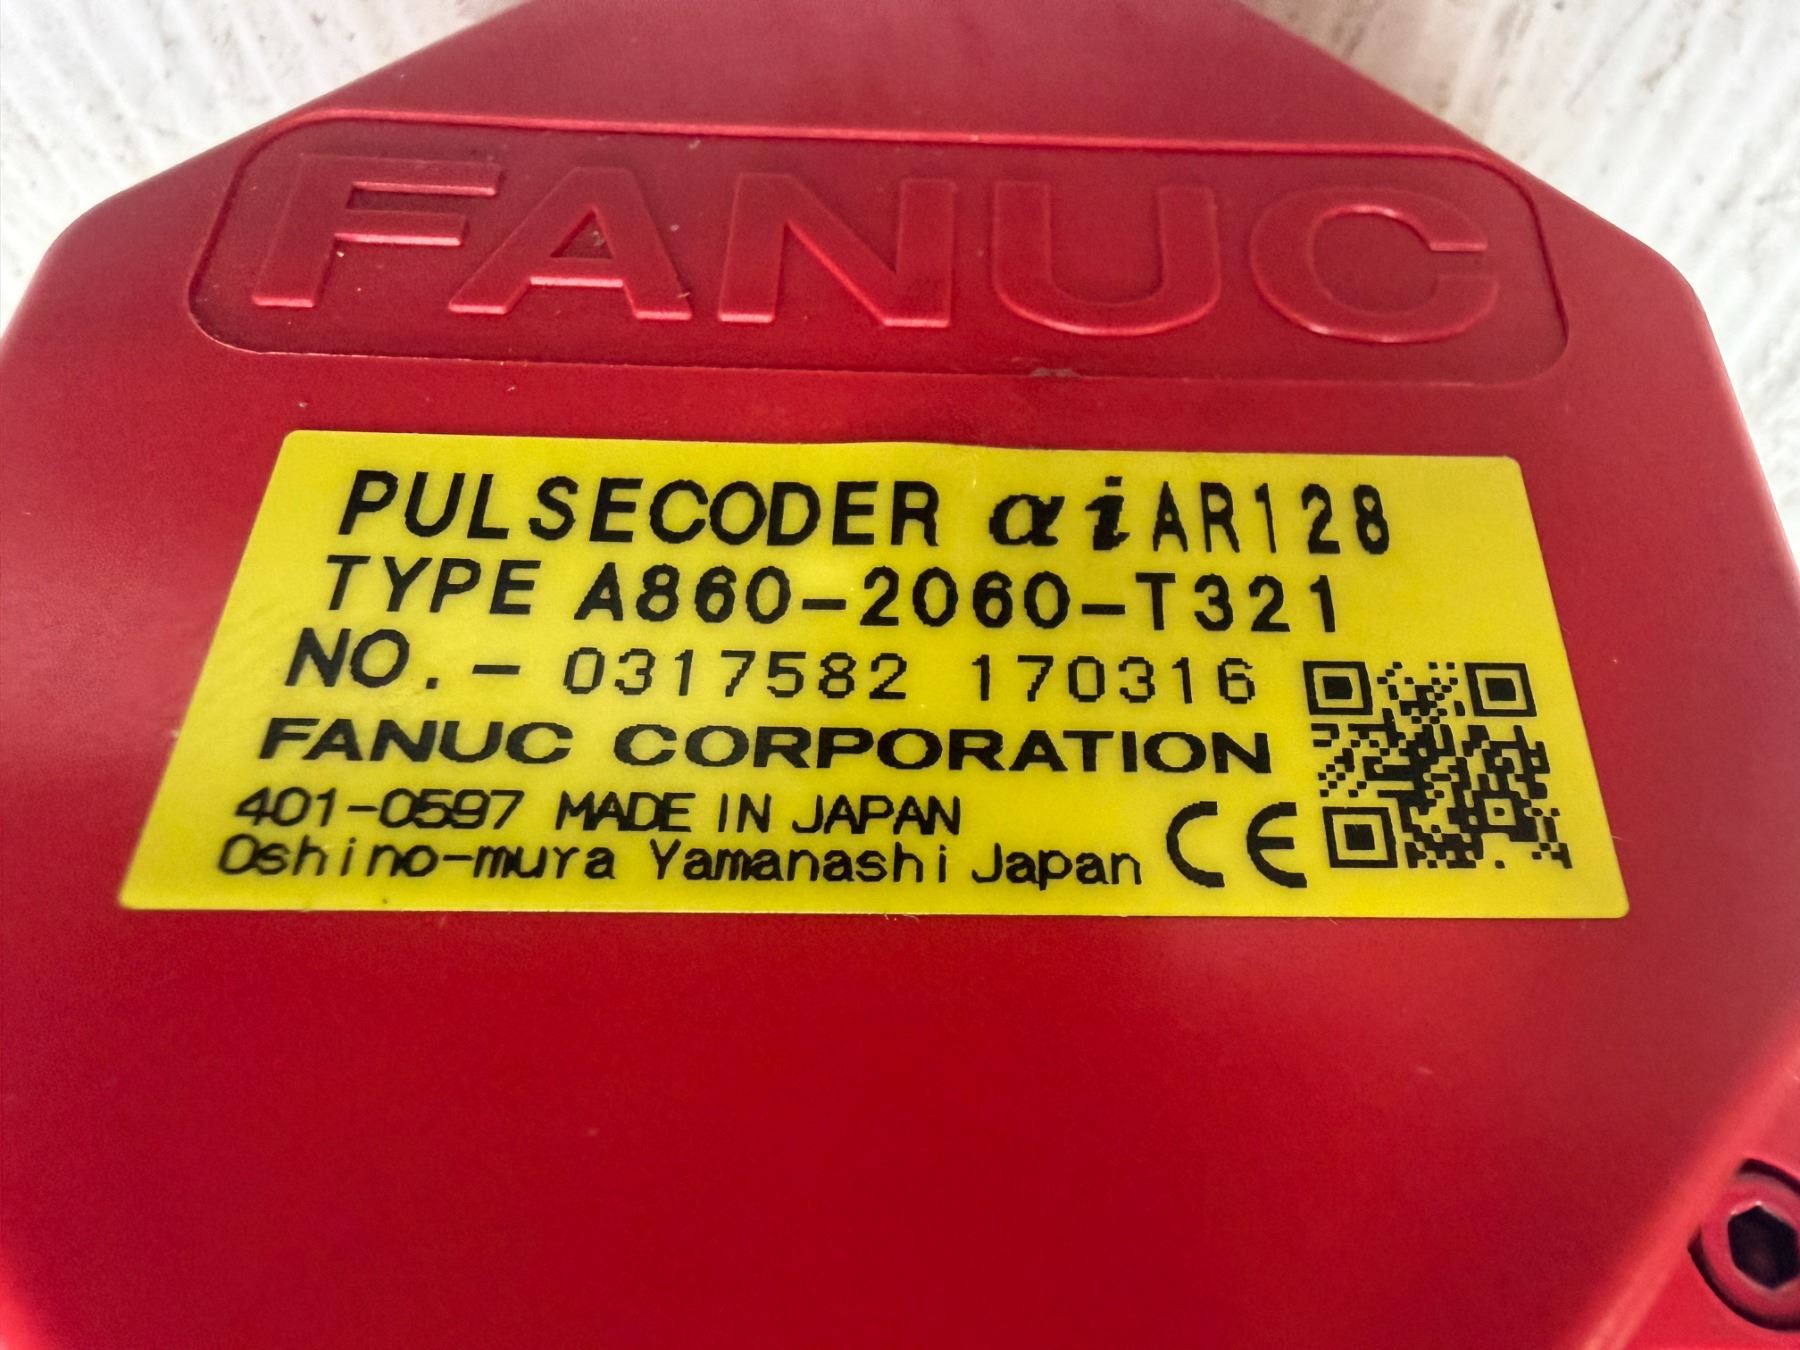 FANUC
PULSECODER αiAR128
TYPE A860-2060-T321
NO.-0317582 170316
FANUC CORPORATION
401-0597 MADE IN JAPAN
Oshino-mura Yamanashi Japan CE